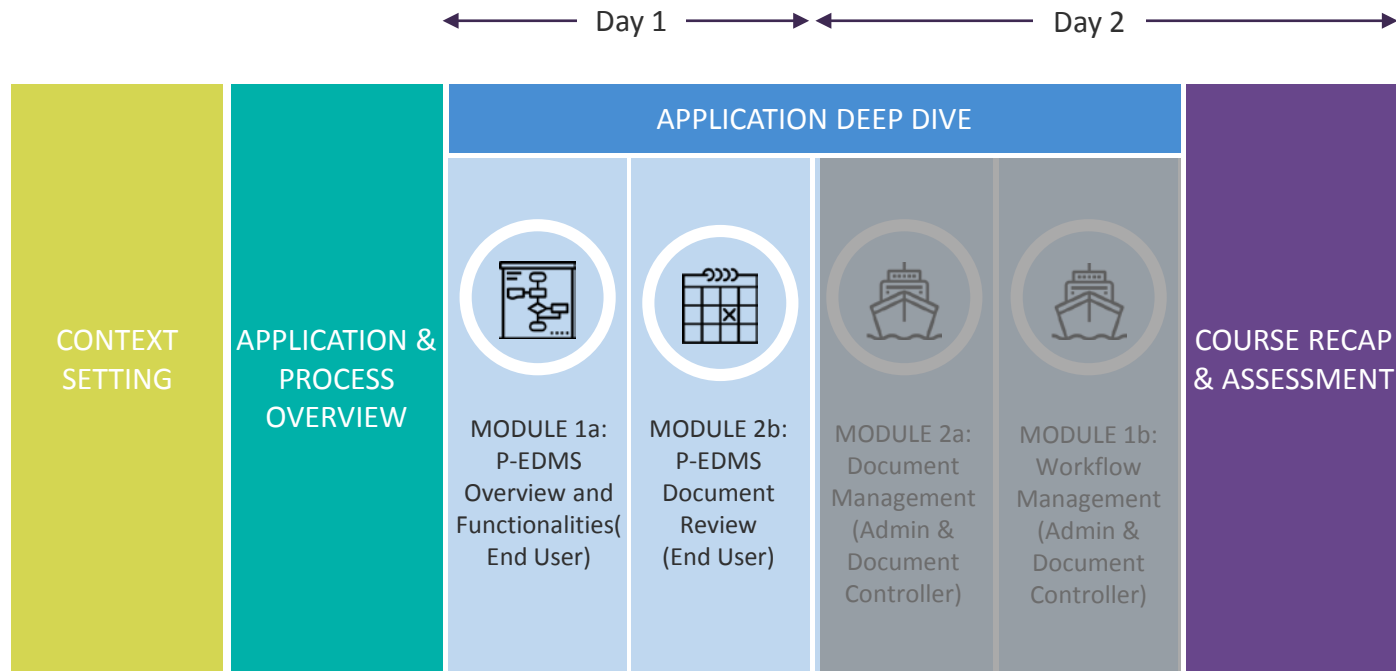 Day 1
Day 2
APPLICATION DEEP DIVE
CONTEXT
SETTING
APPLICATION &
PROCESS
OVERVIEW
MODULE 1a:
P-EDMS
Overview and
Functionalities(
End User)
MODULE 2b:
P-EDMS
Document
Review
(End User)
MODULE 2a:
Document
Management
(Admin &
Document
Controller)
MODULE 1b:
Workflow
Management
(Admin &
Document
Controller)
COURSE RECAP
& ASSESSMENT